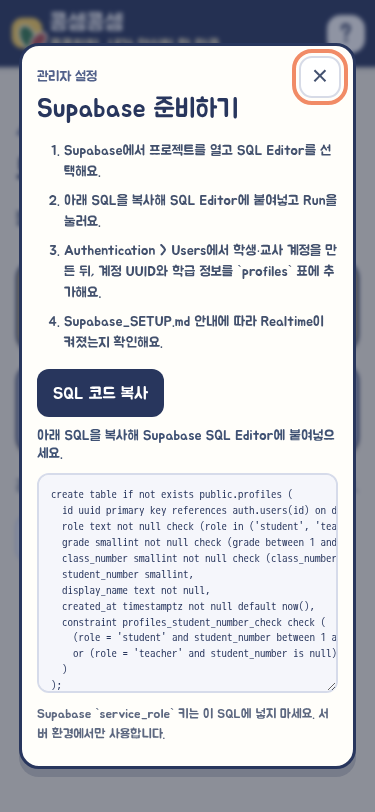 콩셈콩셈
?
관리자 설정
×
Supabase 준비하기
1. Supabase에서 프로젝트를 열고 SQL Editor를 선
택해요.
2. 아래 SQL을 복사해 SQL Editor에 붙여넣고 Run을
눌러요.
3. Authentication > Users에서 학생·교사 계정을 만
든 뒤, 계정 UUID와 학급 정보를 `profiles` 표에 추
가해요.
4. Supabase_SETUP.md 안내에 따라 Realtime이
켜졌는지 확인해요.
SQL 코드 복사
아래 SQL을 복사해 Supabase SQL Editor에 붙여넣으
세요.
create table if not exists public.profiles (
id uuid primary key references auth.users(id) on d
role text not null check (role in ('student', 'tea
grade smallint not null check (grade between 1 and
class_number smallint not null check (class_number
student_number smallint,
display_name text not null,
created_at timestamptz not null default now(),
constraint profiles_student_number_check check (
(role = 'student' and student_number between 1 a
or (role = 'teacher' and student_number is null)
)
);
Supabase `service_role` 키는 이 SQL에 넣지 마세요. 서
버 환경에서만 사용합니다.